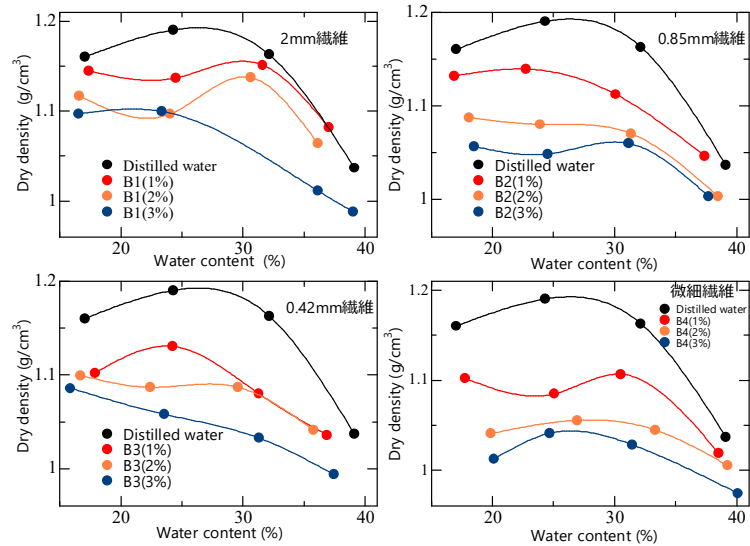 1.2
1.1
1
Dry density (g/cm³)
2mm繊維
Distilled water
B1(1%)
B1(2%)
B1(3%)
20 30 40
Water content (%)
1.2
1.1
1
Dry density (g/cm³)
0.85mm繊維
Distilled water
B2(1%)
B2(2%)
B2(3%)
20 30 40
Water content (%)
1.2
1.1
1
Dry density (g/cm³)
0.42mm繊維
Distilled water
B3(1%)
B3(2%)
B3(3%)
20 30 40
Water content (%)
1.2
1.1
1
Dry density (g/cm³)
微細繊維
Distilled water
B4(1%)
B4(2%)
B4(3%)
20 30 40
Water content (%)